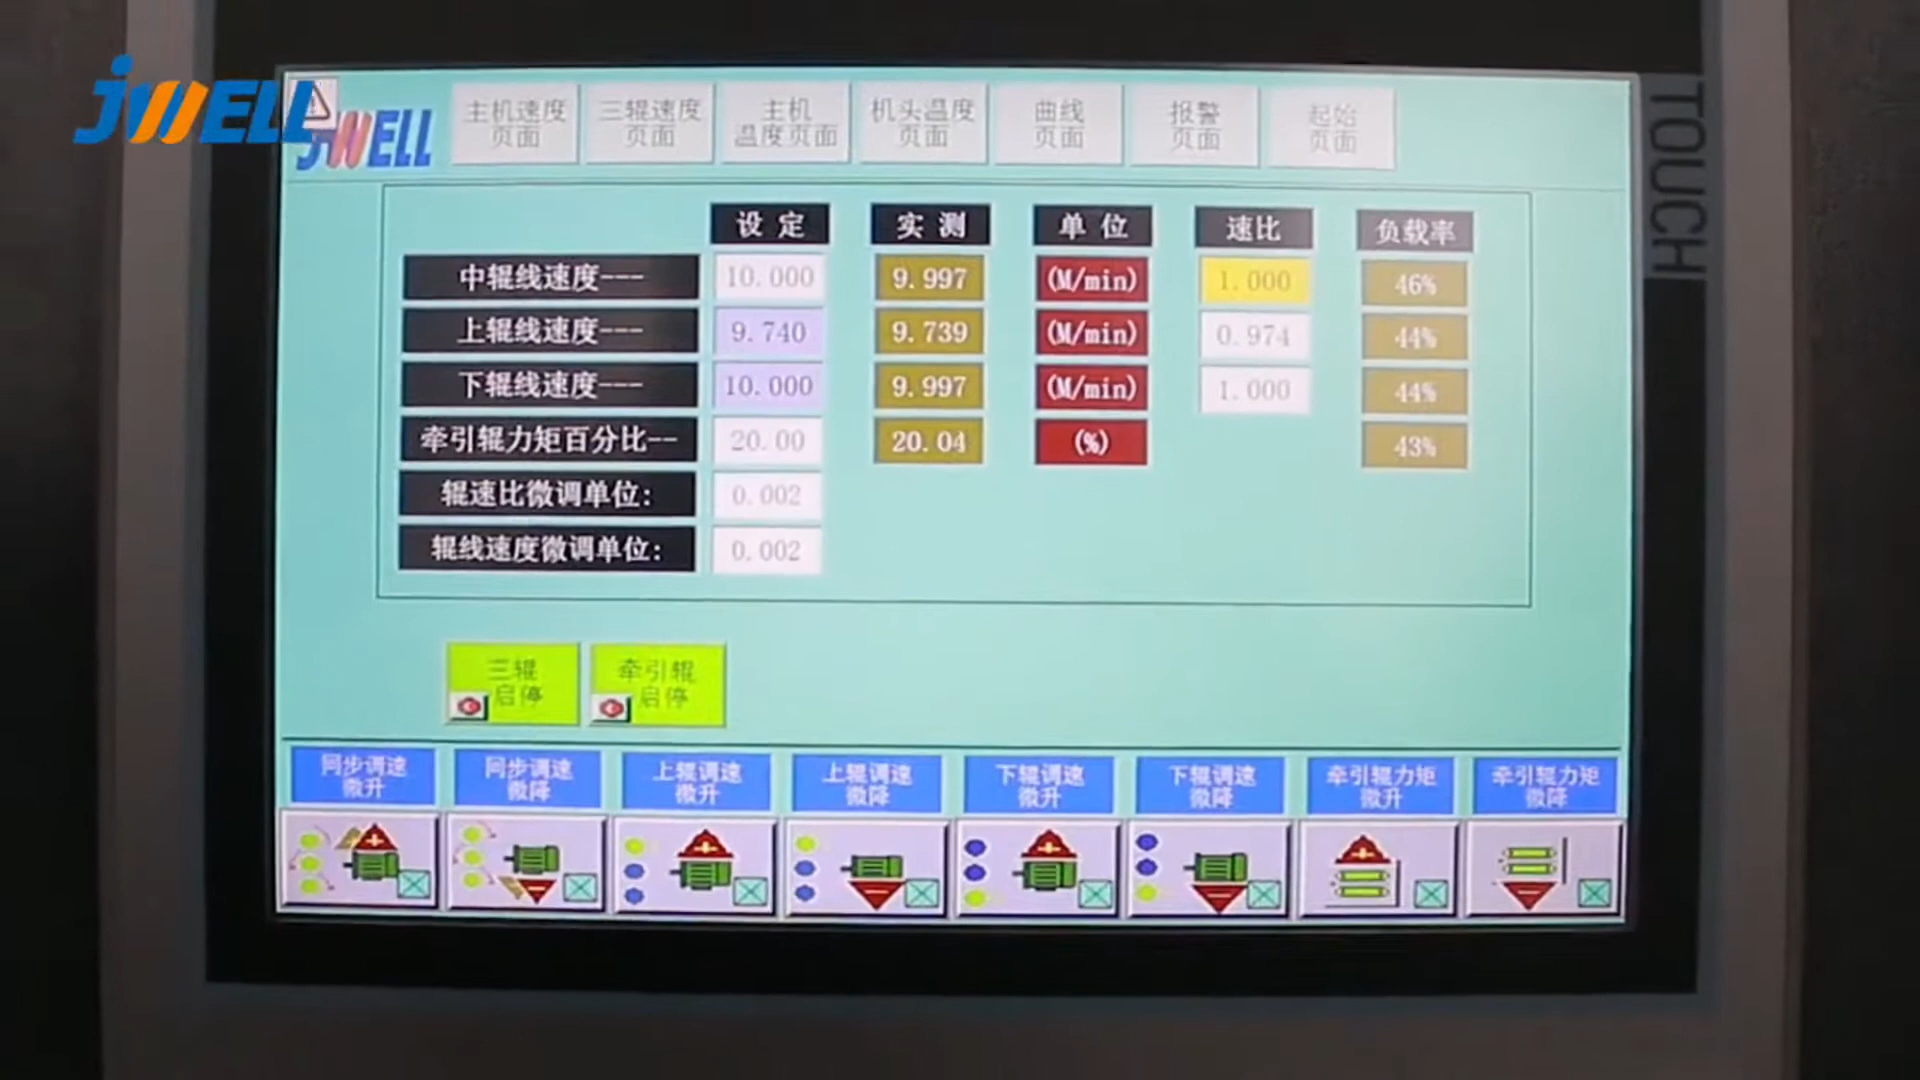 JWELL
JWELL
主机速度
页面
三辊速度
页面
主机
温度页面
机头温度
页面
曲线
页面
报警
页面
起始
页面
TOUCH
设定 实测 单位 速比 负载率
中辊线速度--- 10.000 9.997 (M/min) 1.000 46%
上辊线速度--- 9.740 9.739 (M/min) 0.974 44%
下辊线速度--- 10.000 9.997 (M/min) 1.000 44%
牵引辊力矩百分比-- 20.00 20.04 (%) 43%
辊速比微调单位: 0.002
辊线速度微调单位: 0.002
三辊
启停
牵引辊
启停
同步调速
微升
同步调速
微降
上辊调速
微升
上辊调速
微降
下辊调速
微升
下辊调速
微降
牵引辊力矩
微升
牵引辊力矩
微降